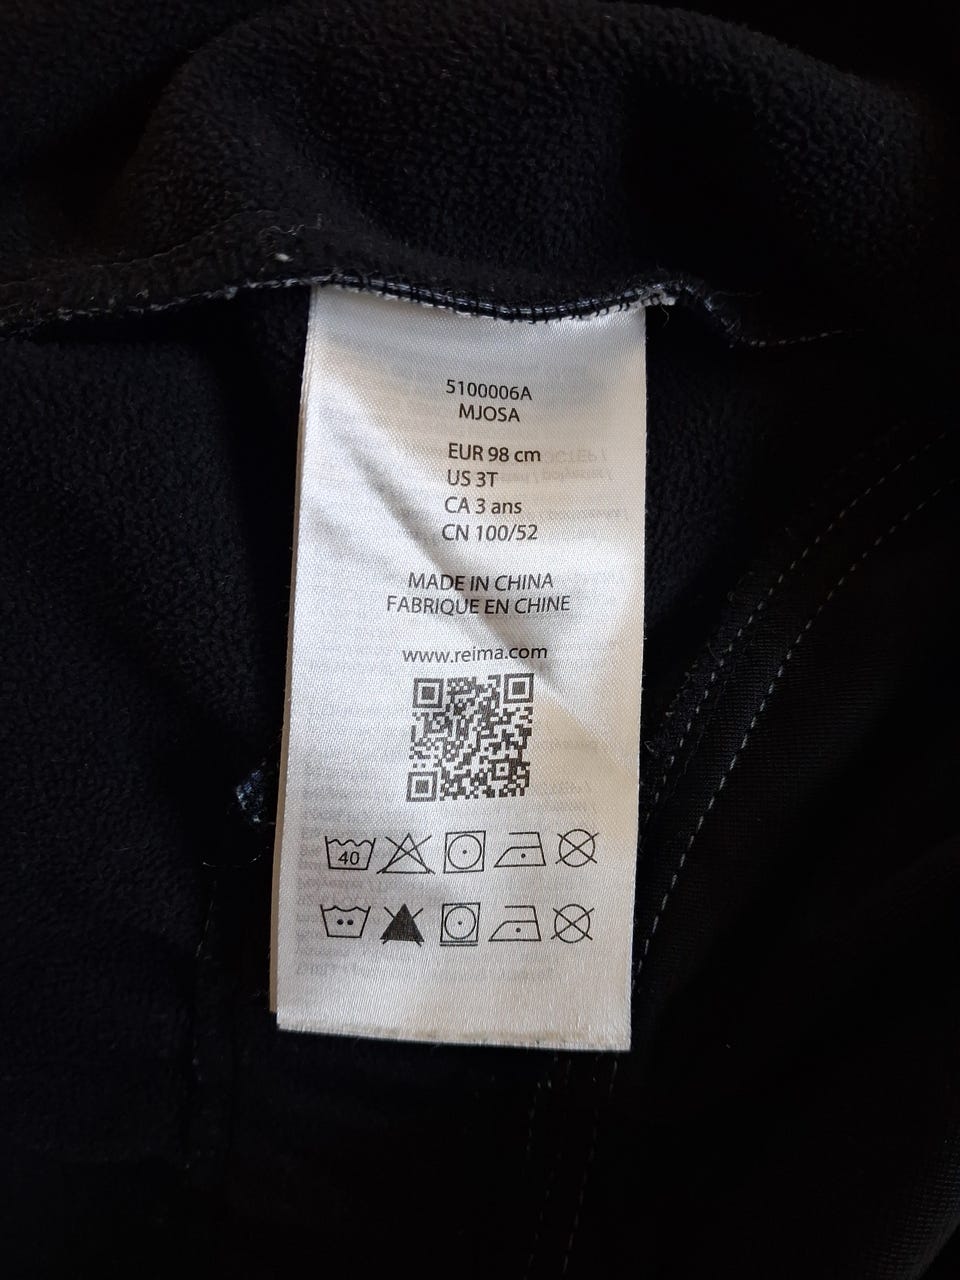 5100006A
MJOSA
EUR 98 cm
US 3T
CA 3 ans
CN 100/52
MADE IN CHINA
FABRIQUE EN CHINE
www.reima.com
40